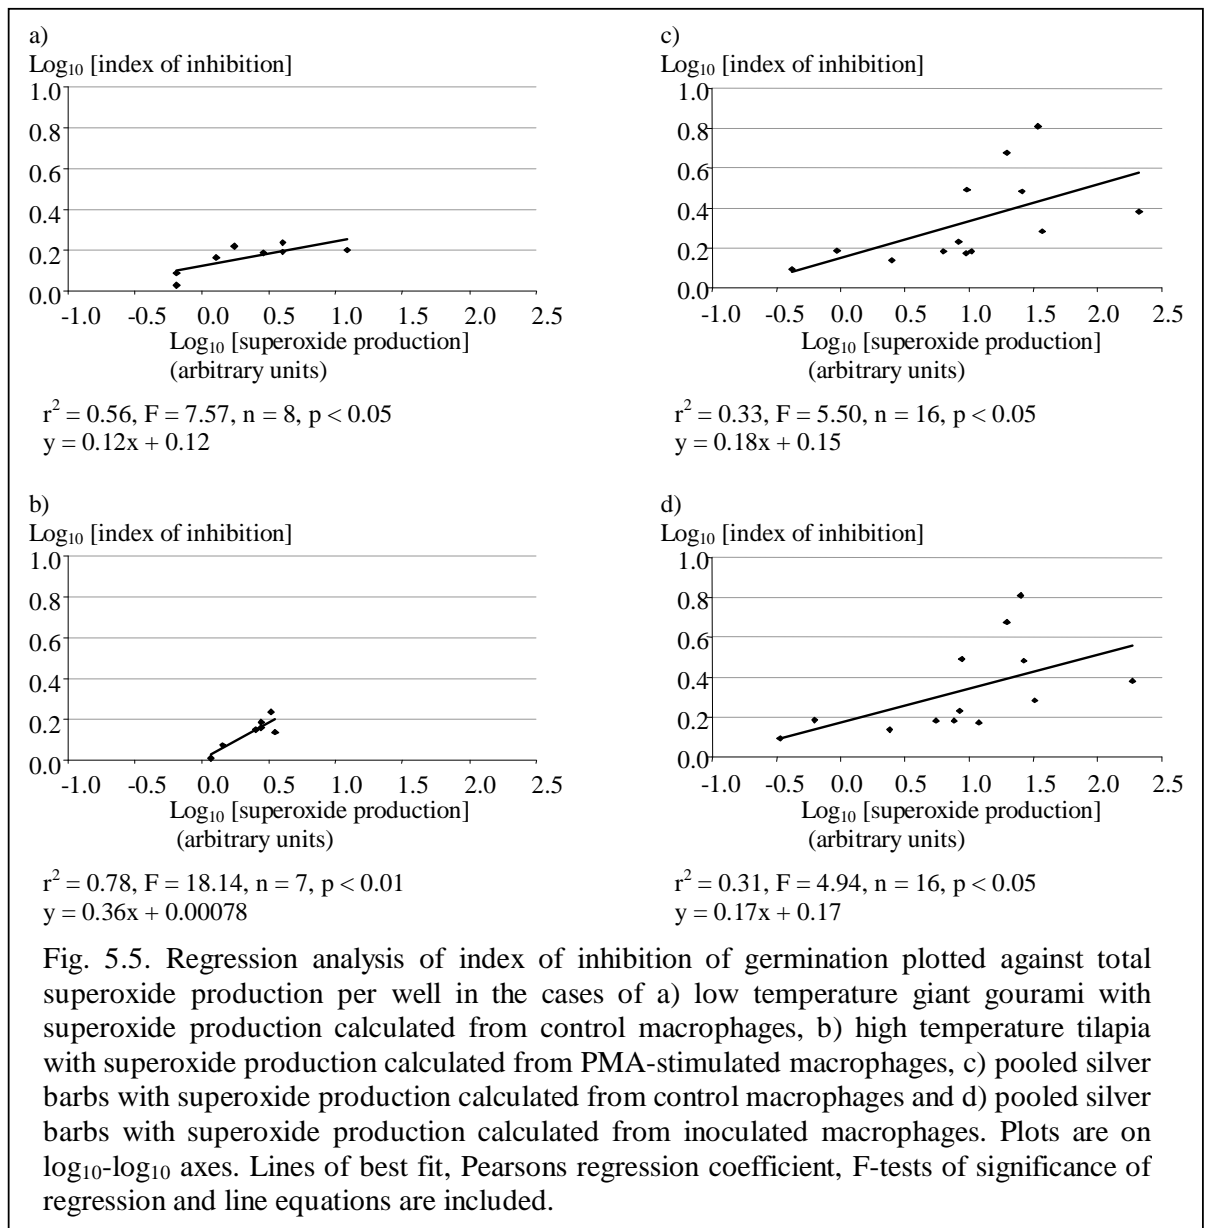 a)
Log₁₀ [index of inhibition]
1.0
0.8
0.6
0.4
0.2
0.0
-1.0 -0.5 0.0 0.5 1.0 1.5 2.0 2.5
Log₁₀ [superoxide production]
(arbitrary units)
r² = 0.56, F = 7.57, n = 8, p < 0.05
y = 0.12x + 0.12
b)
Log₁₀ [index of inhibition]
1.0
0.8
0.6
0.4
0.2
0.0
-1.0 -0.5 0.0 0.5 1.0 1.5 2.0 2.5
Log₁₀ [superoxide production]
(arbitrary units)
r² = 0.78, F = 18.14, n = 7, p < 0.01
y = 0.36x + 0.00078
c)
Log₁₀ [index of inhibition]
1.0
0.8
0.6
0.4
0.2
0.0
-1.0 -0.5 0.0 0.5 1.0 1.5 2.0 2.5
Log₁₀ [superoxide production]
(arbitrary units)
r² = 0.33, F = 5.50, n = 16, p < 0.05
y = 0.18x + 0.15
d)
Log₁₀ [index of inhibition]
1.0
0.8
0.6
0.4
0.2
0.0
-1.0 -0.5 0.0 0.5 1.0 1.5 2.0 2.5
Log₁₀ [superoxide production]
(arbitrary units)
r² = 0.31, F = 4.94, n = 16, p < 0.05
y = 0.17x + 0.17
Fig. 5.5. Regression analysis of index of inhibition of germination plotted against total
superoxide production per well in the cases of a) low temperature giant gourami with
superoxide production calculated from control macrophages, b) high temperature tilapia
with superoxide production calculated from PMA-stimulated macrophages, c) pooled silver
barbs with superoxide production calculated from control macrophages and d) pooled silver
barbs with superoxide production calculated from inoculated macrophages. Plots are on
log₁₀-log₁₀ axes. Lines of best fit, Pearsons regression coefficient, F-tests of significance of
regression and line equations are included.